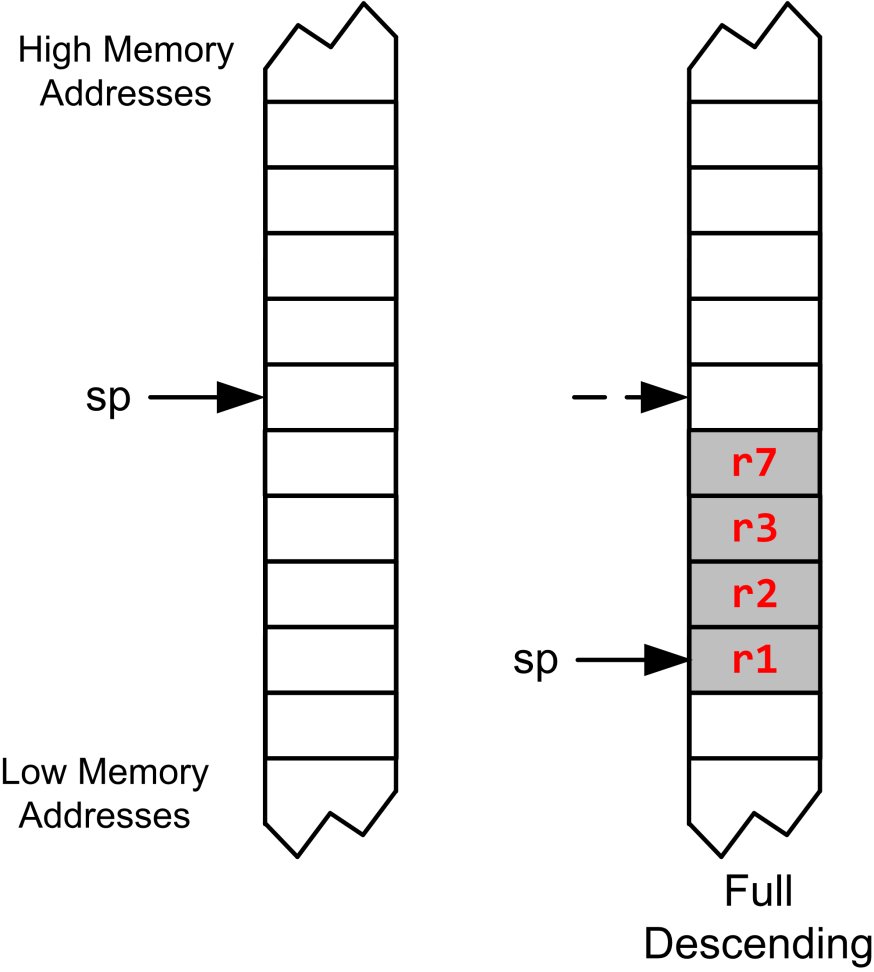 High Memory
Addresses
sp
r7
r3
r2
sp
r1
Low Memory
Addresses
Full
Descending